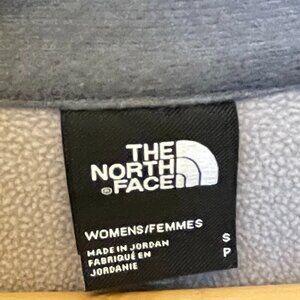 THE
NORTH
FACE
®
WOMENS/FEMMES
MADE IN JORDAN
FABRIQUÉ EN
JORDANIE
S
P